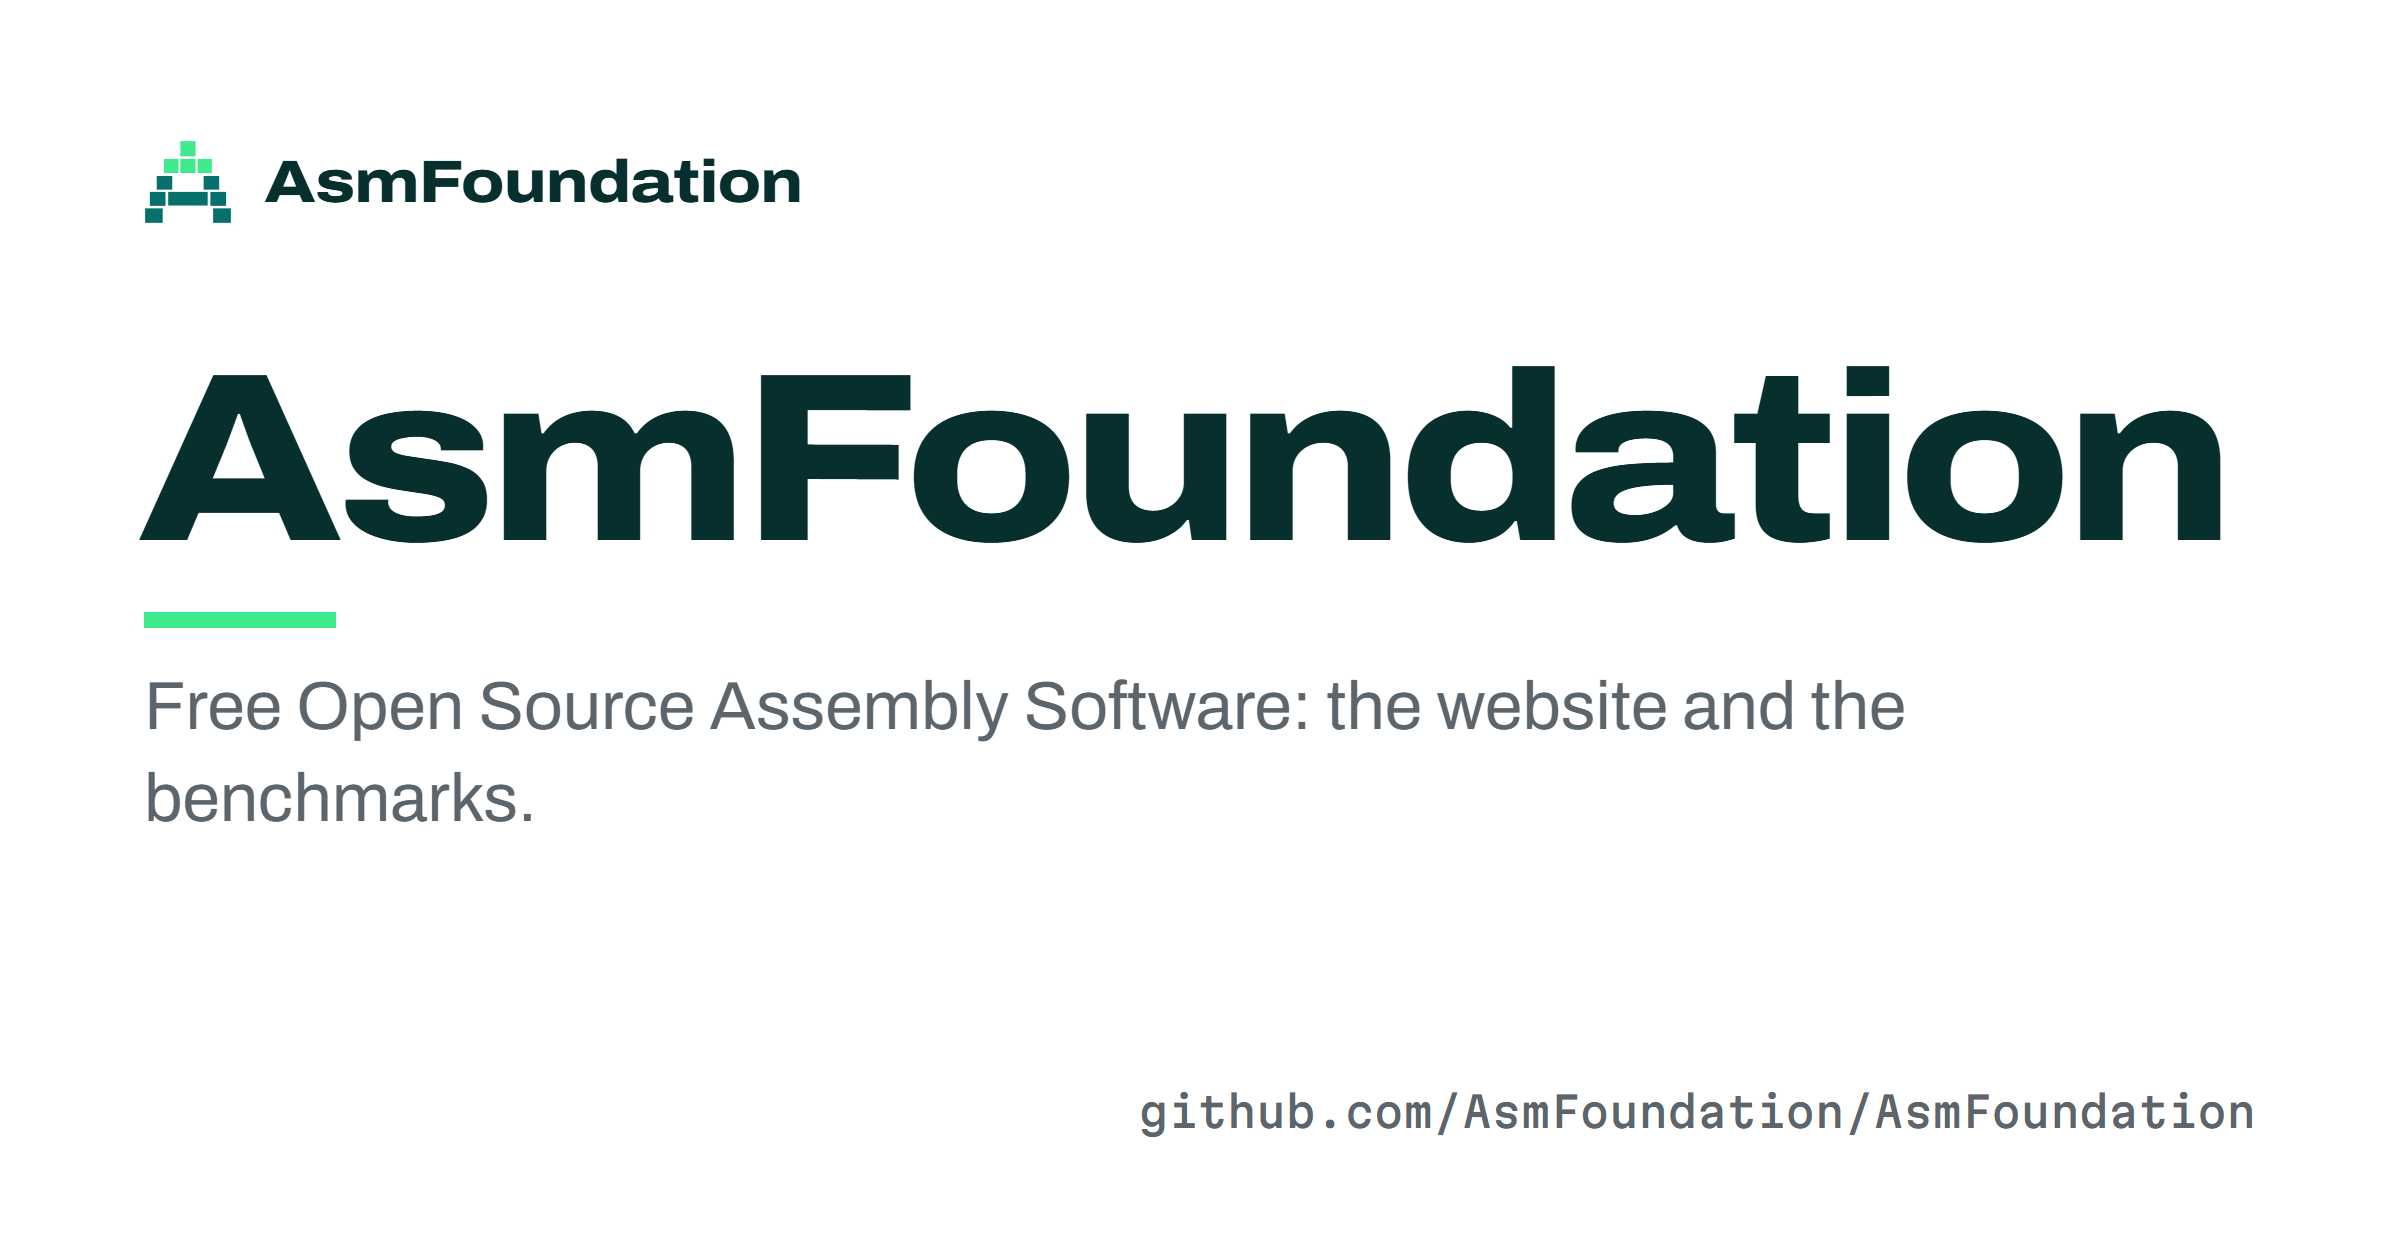 AsmFoundation
AsmFoundation
Free Open Source Assembly Software: the website and the
benchmarks.
github.com/AsmFoundation/AsmFoundation